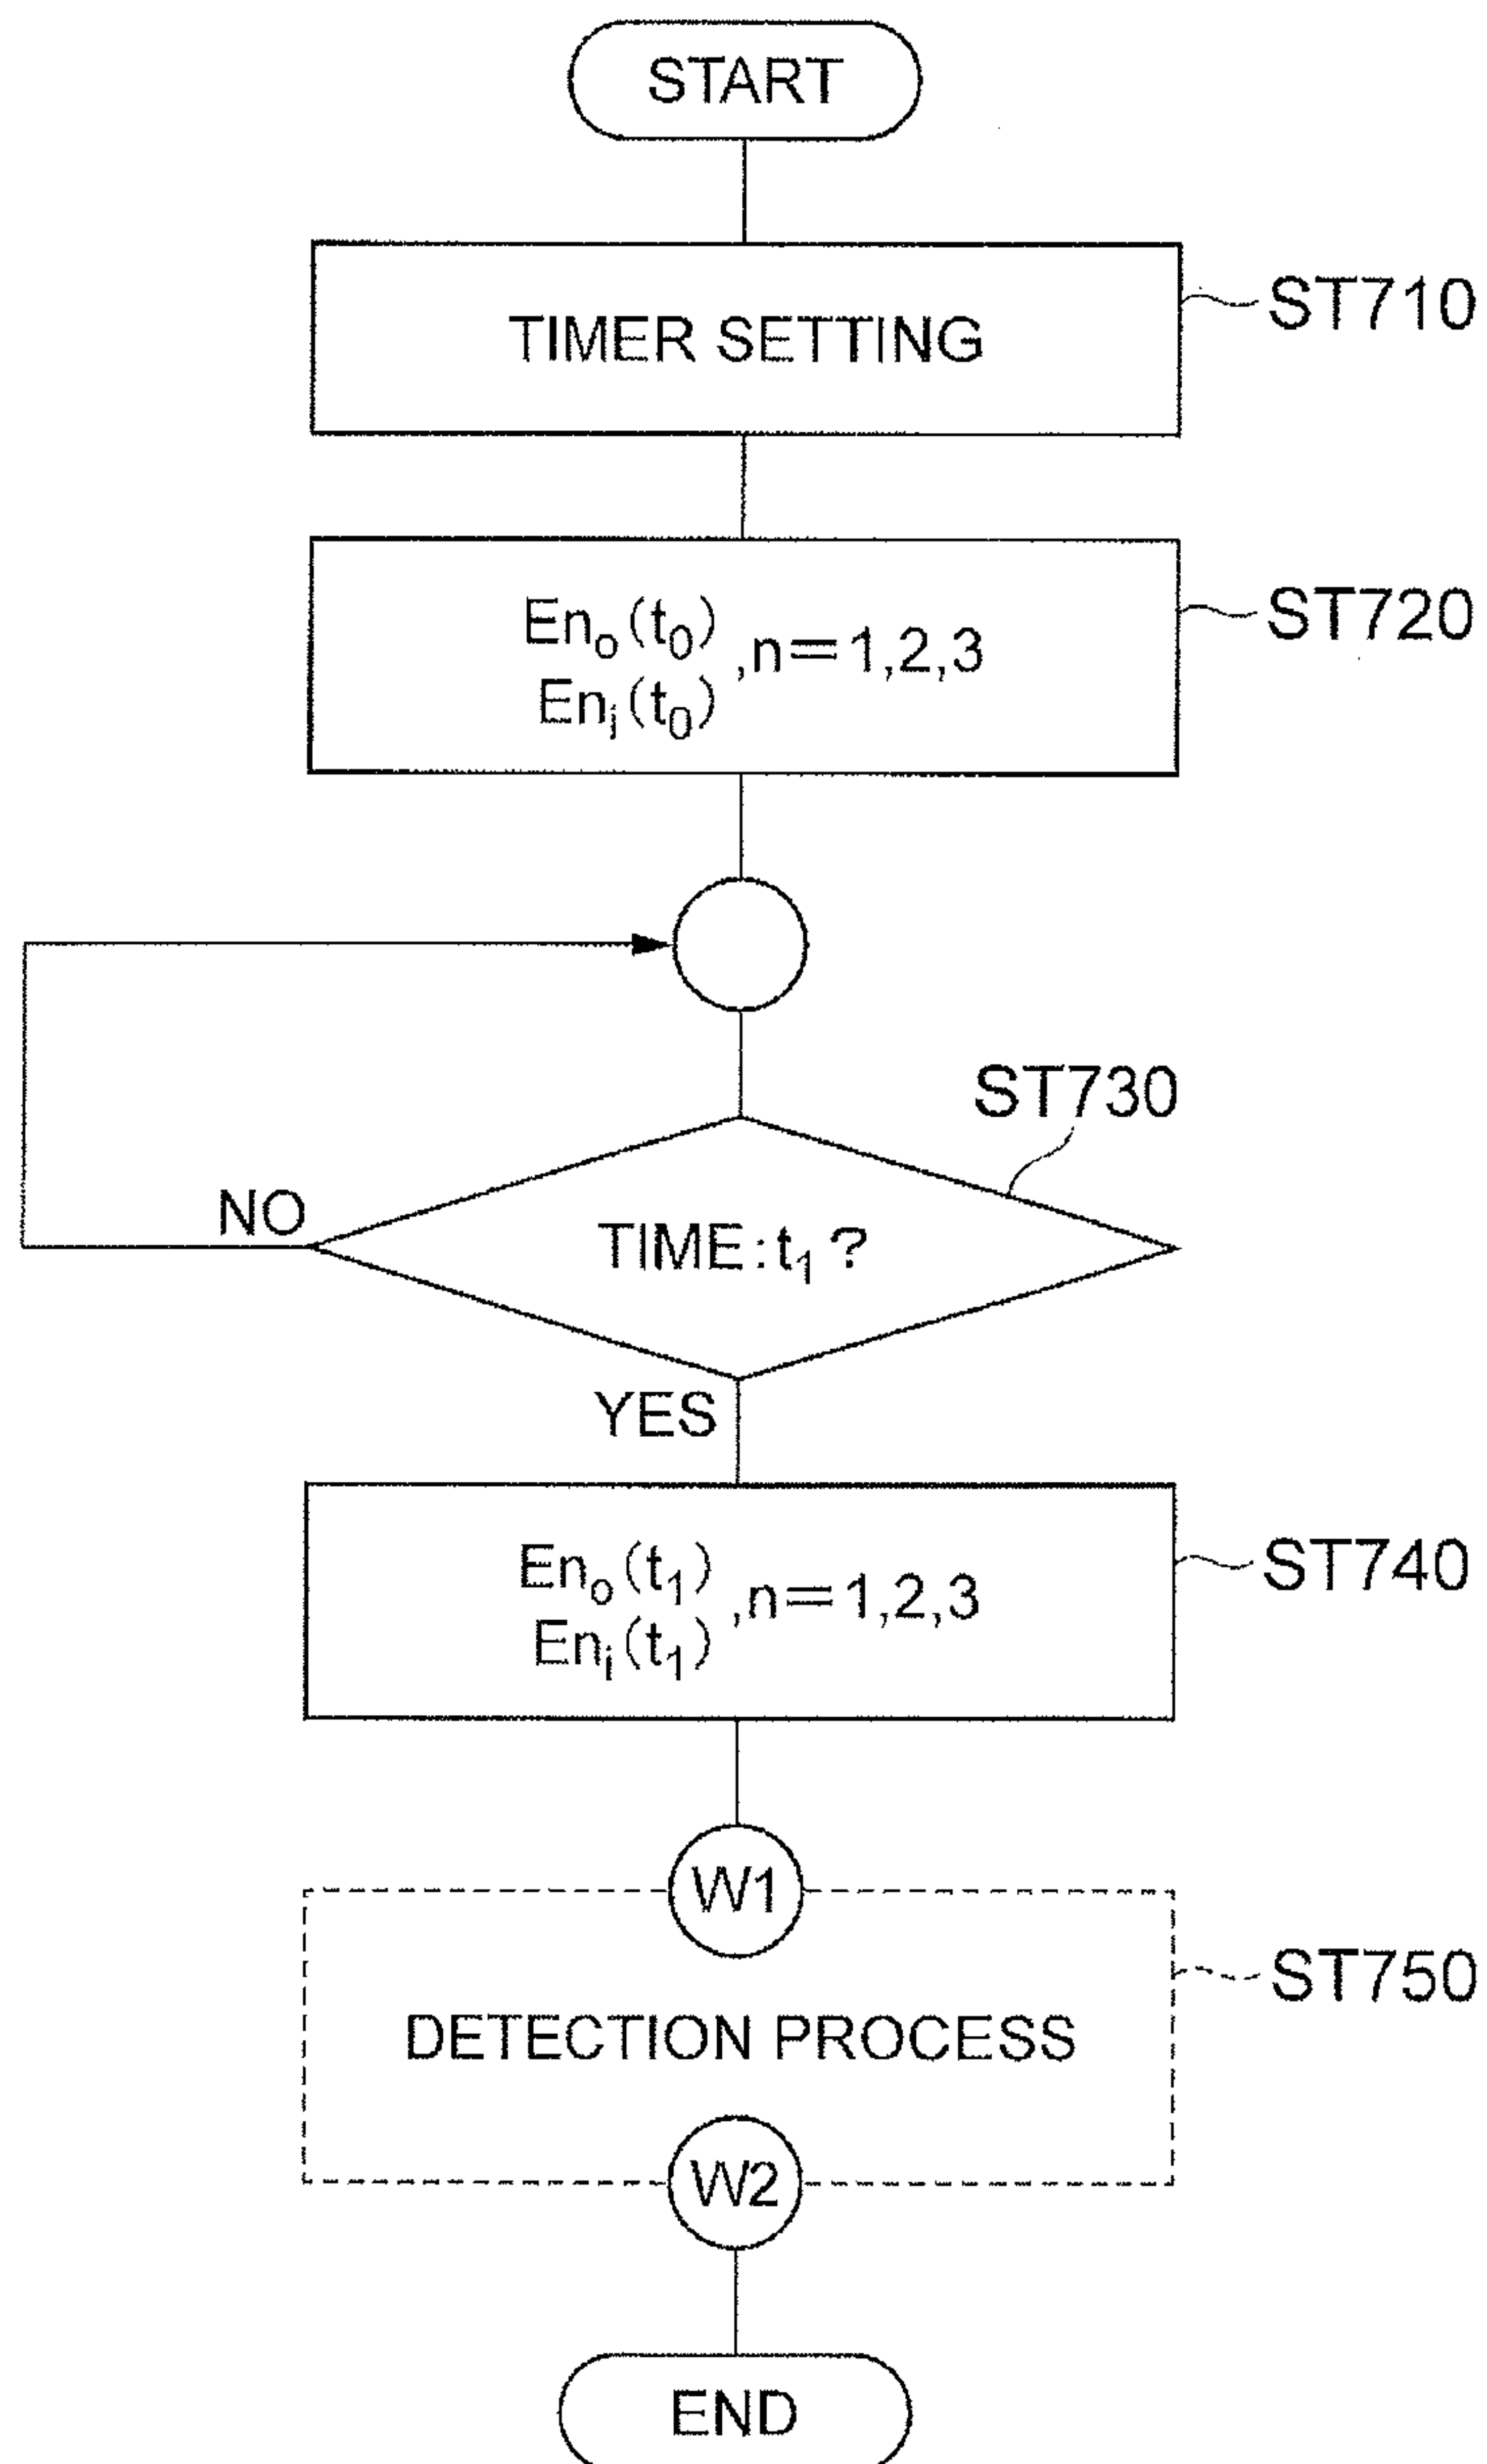 START
TIMER SETTING
ST710
Enₒ(t₀)
,n=1,2,3
Enᵢ(t₀)
ST720
ST730
NO
TIME:t₁?
YES
Enₒ(t₁)
,n=1,2,3
Enᵢ(t₁)
ST740
W1
ST750
DETECTION PROCESS
W2
END